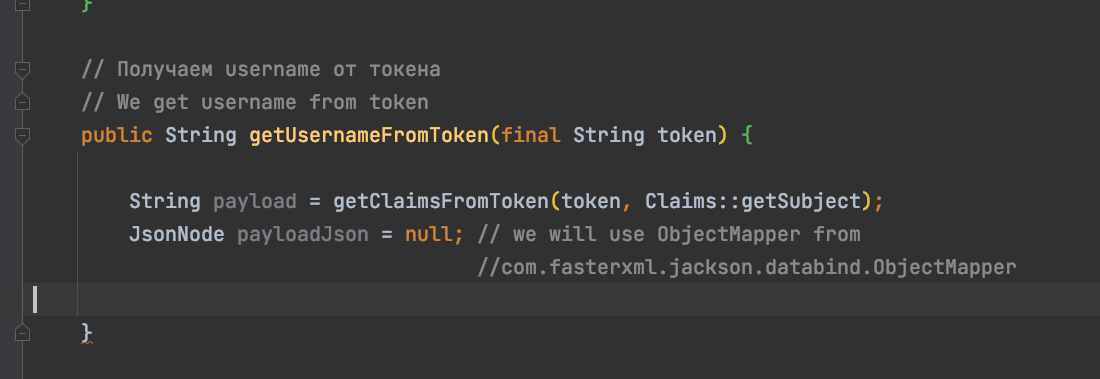 }
// Получаем username от токена
// We get username from token
public String getUsernameFromToken(final String token) {
String payload = getClaimsFromToken(token, Claims::getSubject);
JsonNode payloadJson = null; // we will use ObjectMapper from
//com.fasterxml.jackson.databind.ObjectMapper
}